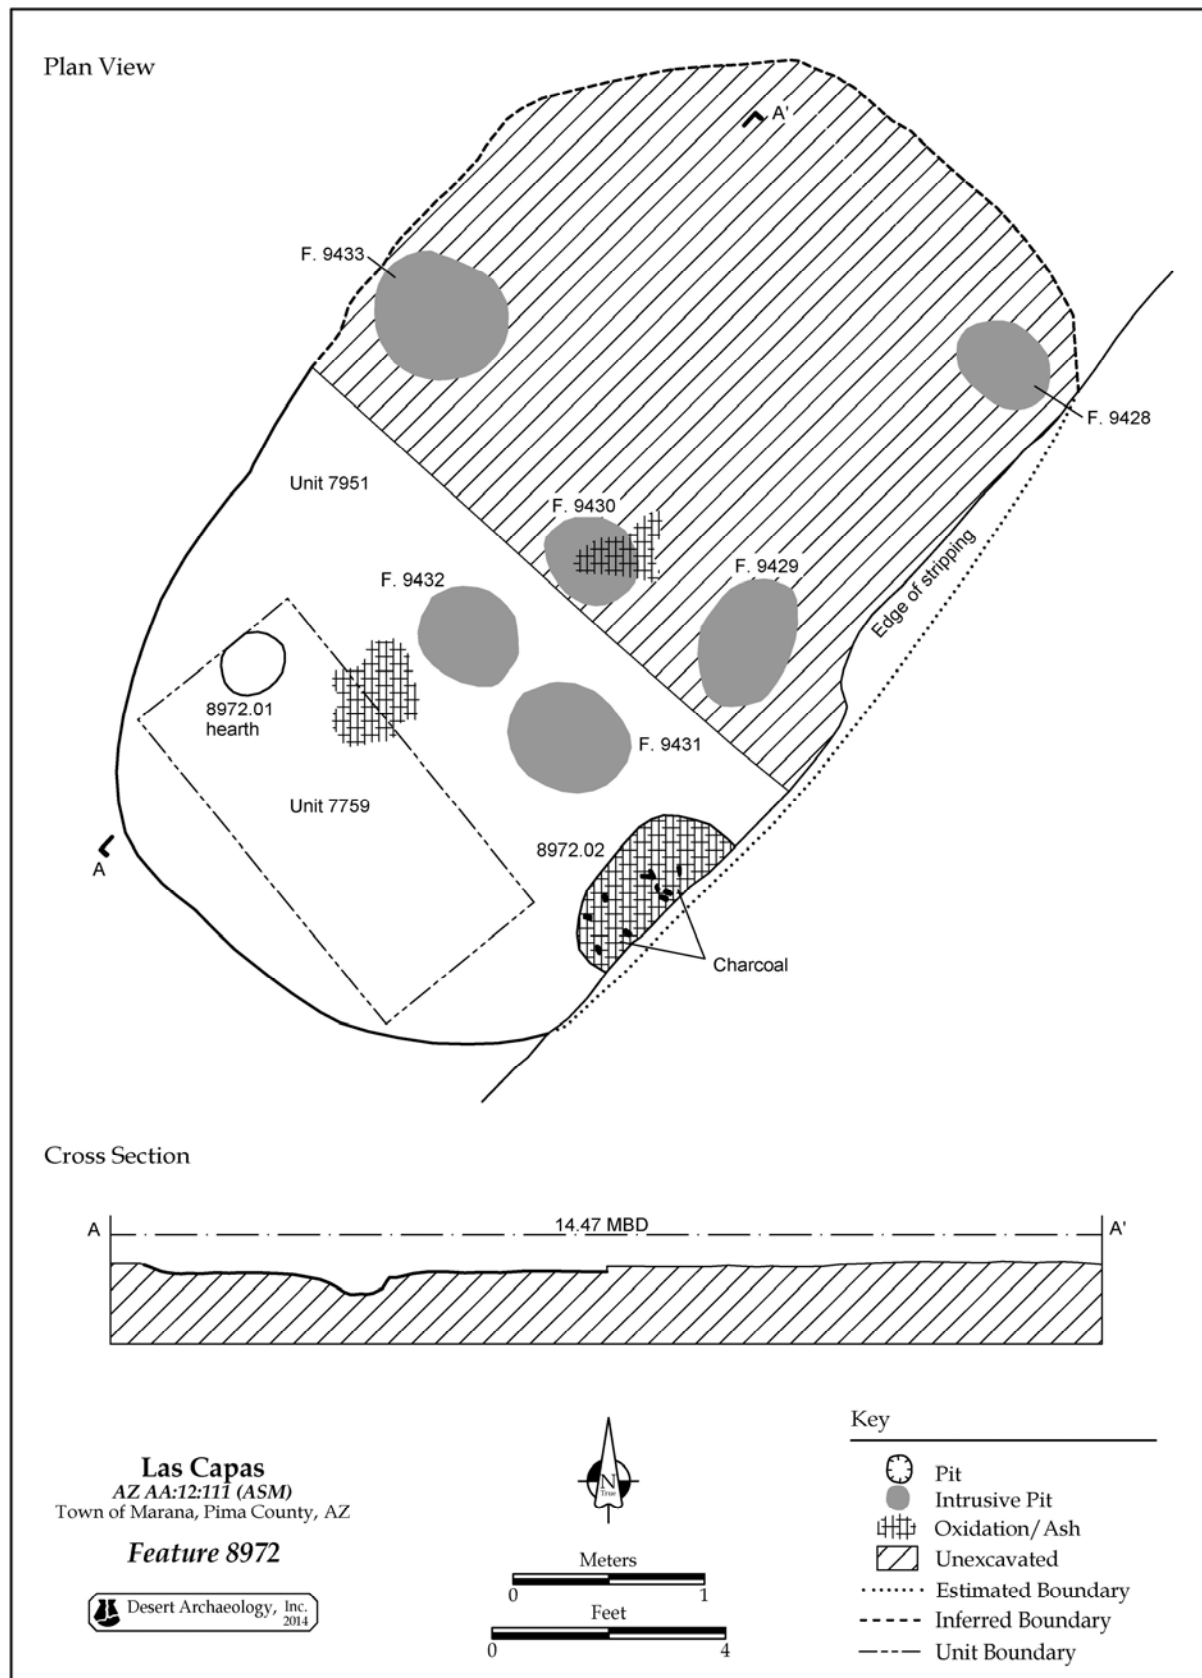 Plan View
A'
F. 9433
F. 9428
Unit 7951
F. 9430
F. 9429
Edge of stripping
F. 9432
8972.01
hearth
F. 9431
Unit 7759
8972.02
A
Charcoal
Cross Section
A
14.47 MBD
A'
Las Capas
AZ AA:12:111 (ASM)
Town of Marana, Pima County, AZ
Feature 8972
Desert Archaeology, Inc.
2014
N
True
Meters
0 1
Feet
0 4
Key
Pit
Intrusive Pit
Oxidation/Ash
Unexcavated
Estimated Boundary
Inferred Boundary
Unit Boundary